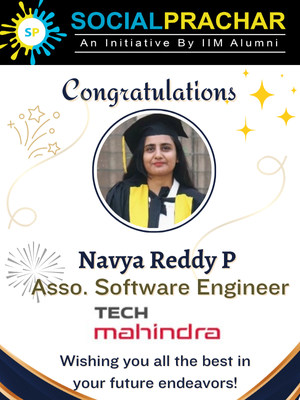 SP
SOCIALPRACHAR
An Initiative By IIM Alumni
Congratulations
Navya Reddy P
Asso. Software Engineer
TECH
mahindra
Wishing you all the best in
your future endeavors!